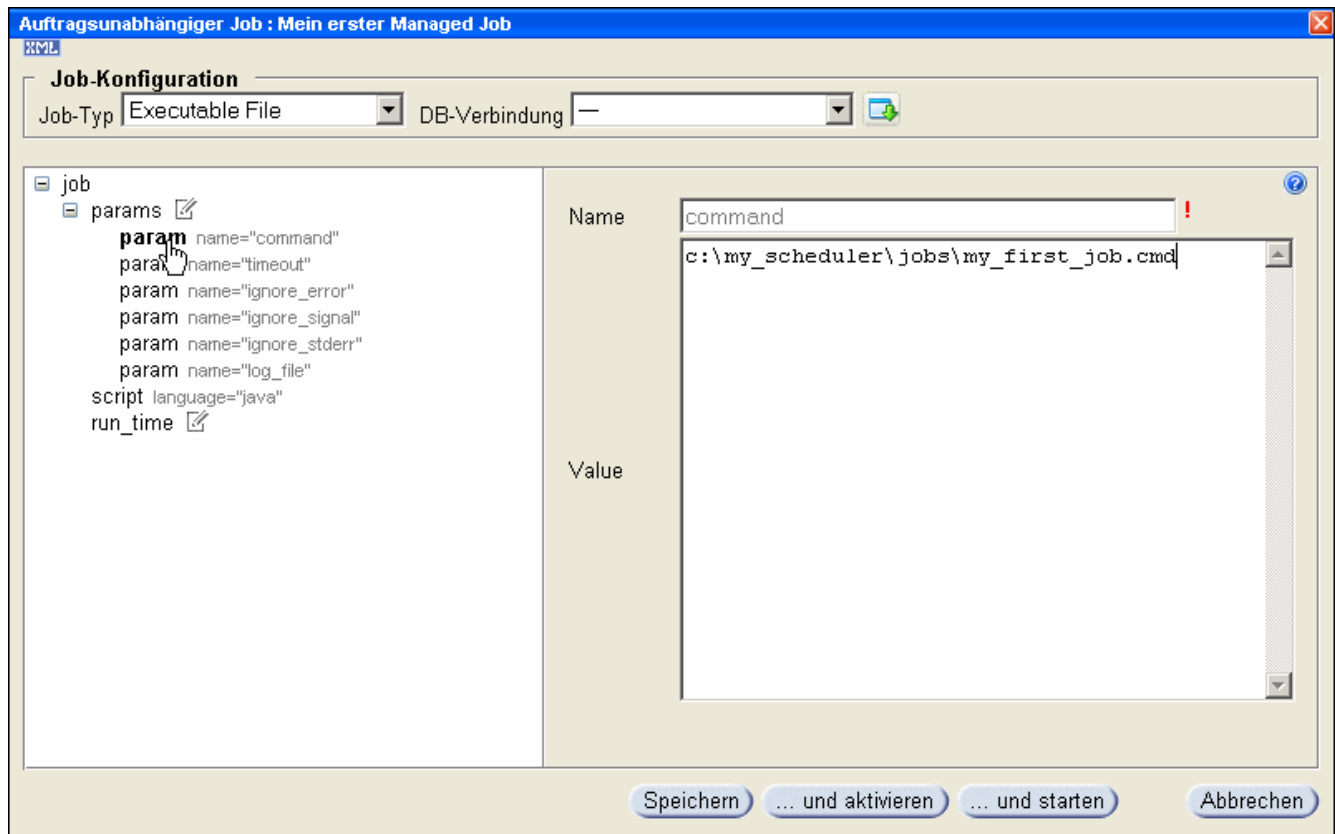 Auftragsunabhängiger Job : Mein erster Managed Job
XML
Job-Konfiguration
Job-Typ Executable File DB-Verbindung —
job
params
param name="command"
param name="timeout"
param name="ignore_error"
param name="ignore_signal"
param name="ignore_stderr"
param name="log_file"
script language="java"
run_time
Name command !
c:\my_scheduler\jobs\my_first_job.cmd
Value
Speichern ... und aktivieren ... und starten Abbrechen